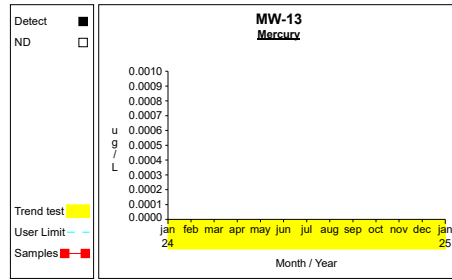 Detect
ND
Trend test
User Limit
Samples
MW-13
Mercury
ug/L
0.0010
0.0009
0.0008
0.0007
0.0006
0.0005
0.0004
0.0003
0.0002
0.0001
0.0000
jan feb mar apr may jun jul aug sep oct nov dec jan
24 25
Month / Year